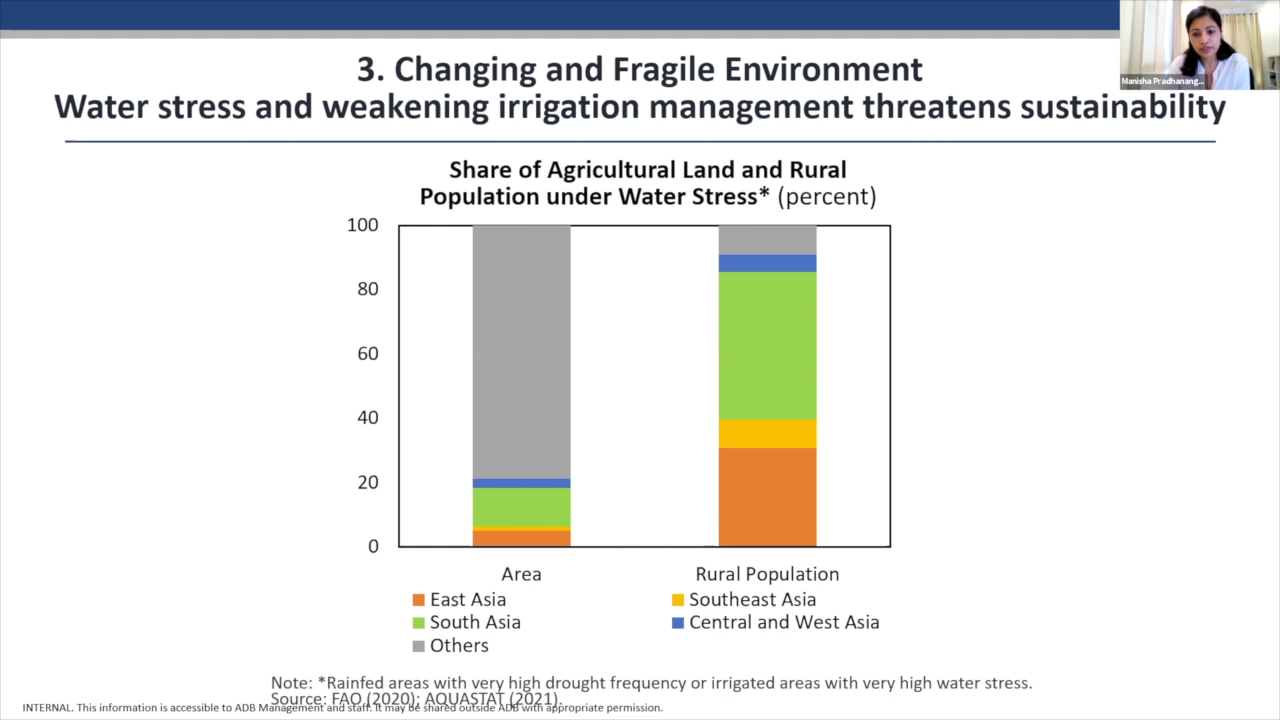 Manisha Pradhanang...
3. Changing and Fragile Environment
Water stress and weakening irrigation management threatens sustainability
Share of Agricultural Land and Rural
Population under Water Stress* (percent)
100
80
60
40
20
0
Area Rural Population
East Asia Southeast Asia
South Asia Central and West Asia
Others
Note: *Rainfed areas with very high drought frequency or irrigated areas with very high water stress.
Source: FAO (2020); AQUASTAT (2021).
INTERNAL. This information is accessible to ADB Management and staff. It may be shared outside ADB with appropriate permission.